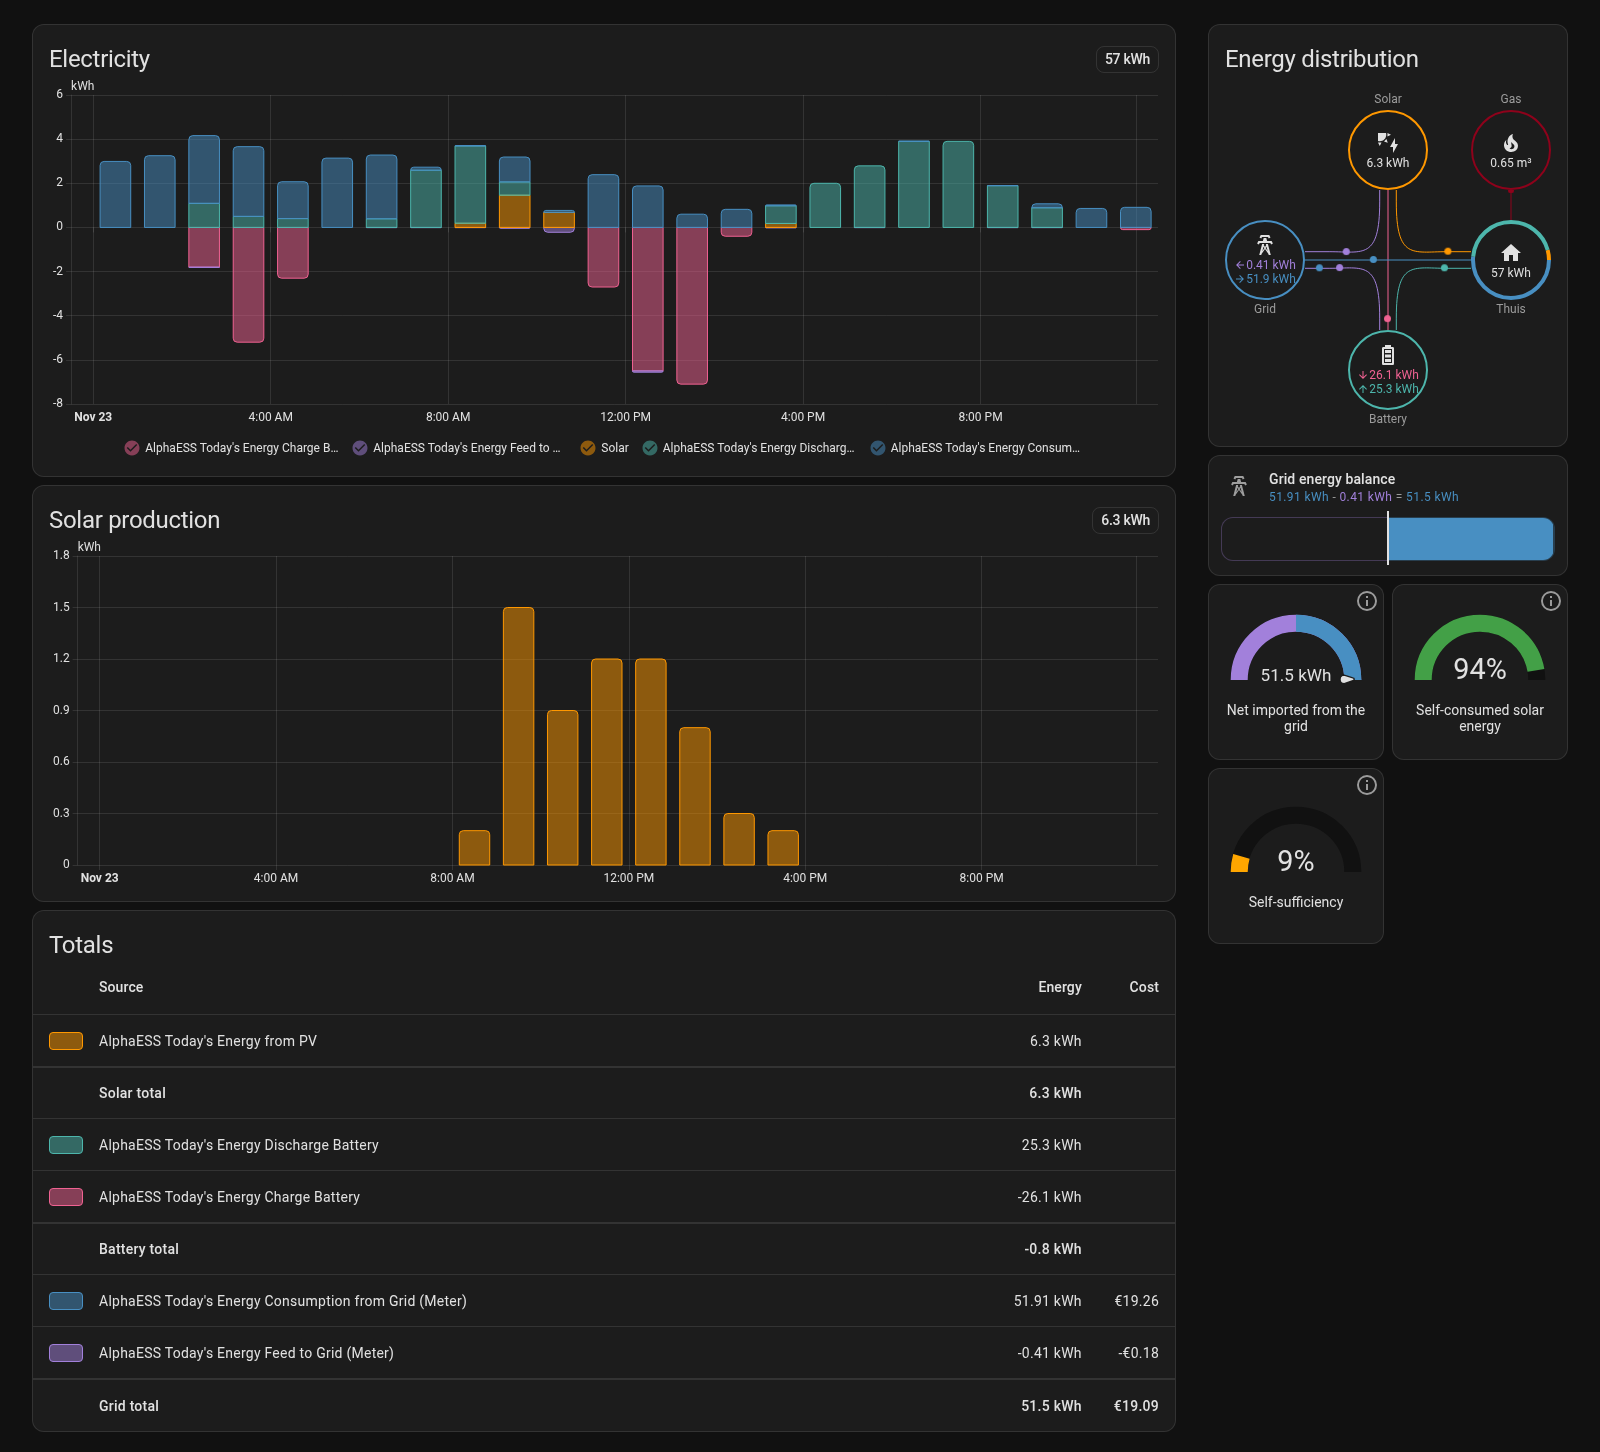 Electricity
57 kWh
kWh
6
4
2
0
-2
-4
-6
-8
Nov 23
4:00 AM
8:00 AM
12:00 PM
4:00 PM
8:00 PM
AlphaESS Today's Energy Charge B...
AlphaESS Today's Energy Feed to ...
Solar
AlphaESS Today's Energy Discharg...
AlphaESS Today's Energy Consum...
Solar production
6.3 kWh
kWh
1.8
1.5
1.2
0.9
0.6
0.3
0
Nov 23
4:00 AM
8:00 AM
12:00 PM
4:00 PM
8:00 PM
Totals
Source Energy Cost
AlphaESS Today's Energy from PV 6.3 kWh
Solar total 6.3 kWh
AlphaESS Today's Energy Discharge Battery 25.3 kWh
AlphaESS Today's Energy Charge Battery -26.1 kWh
Battery total -0.8 kWh
AlphaESS Today's Energy Consumption from Grid (Meter) 51.91 kWh €19.26
AlphaESS Today's Energy Feed to Grid (Meter) -0.41 kWh -€0.18
Grid total 51.5 kWh €19.09
Energy distribution
Solar
Gas
6.3 kWh
0.65 m³
←0.41 kWh
→51.9 kWh
Grid
57 kWh
Thuis
↓26.1 kWh
↑25.3 kWh
Battery
Grid energy balance
51.91 kWh - 0.41 kWh = 51.5 kWh
51.5 kWh
Net imported from the
grid
94%
Self-consumed solar
energy
9%
Self-sufficiency